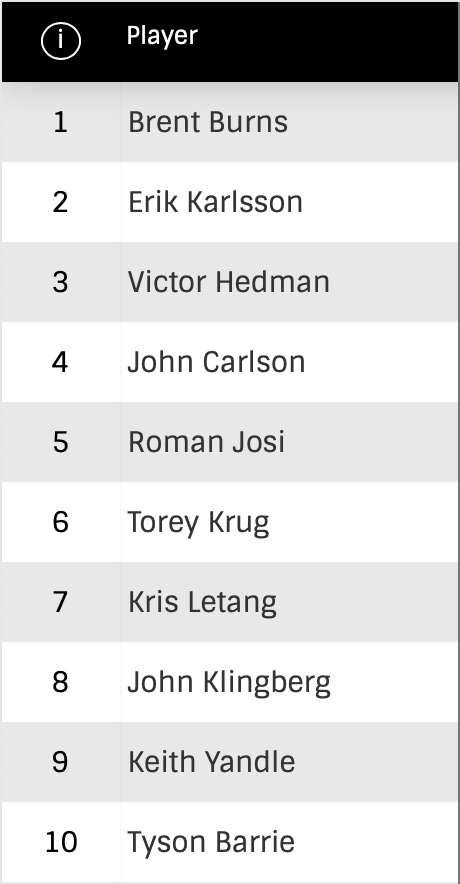 i Player
1 Brent Burns
2 Erik Karlsson
3 Victor Hedman
4 John Carlson
5 Roman Josi
6 Torey Krug
7 Kris Letang
8 John Klingberg
9 Keith Yandle
10 Tyson Barrie